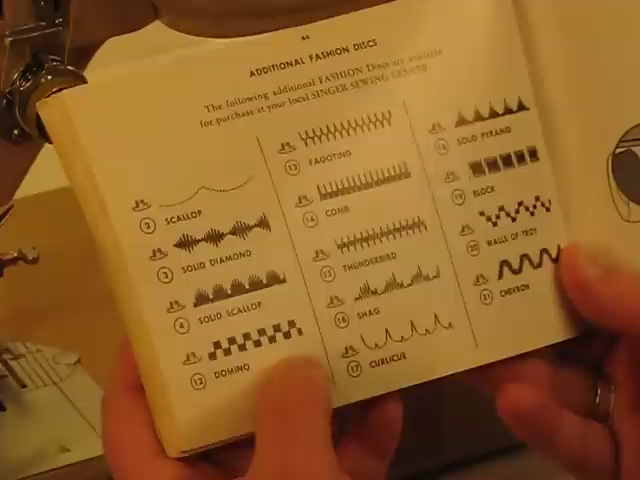 44
ADDITIONAL FASHION DISCS
The following additional FASHION Discs are available
for purchase at your local SINGER SEWING CENTER
2 SCALLOP
3 SOLID DIAMOND
4 SOLID SCALLOP
12 DOMINO
13 FAGOTING
14 COMB
15 THUNDERBIRD
16 SHAG
17 CURLICUE
18 SOLID PYRAMID
19 BLOCK
20 WALLS OF TROY
21 CHEVRON